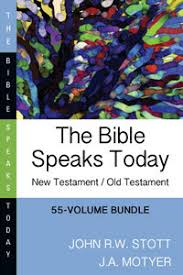 THE BIBLE SPEAKS TODAY
The Bible Speaks Today
New Testament / Old Testament
55-VOLUME BUNDLE
JOHN R.W. STOTT
J.A. MOTYER